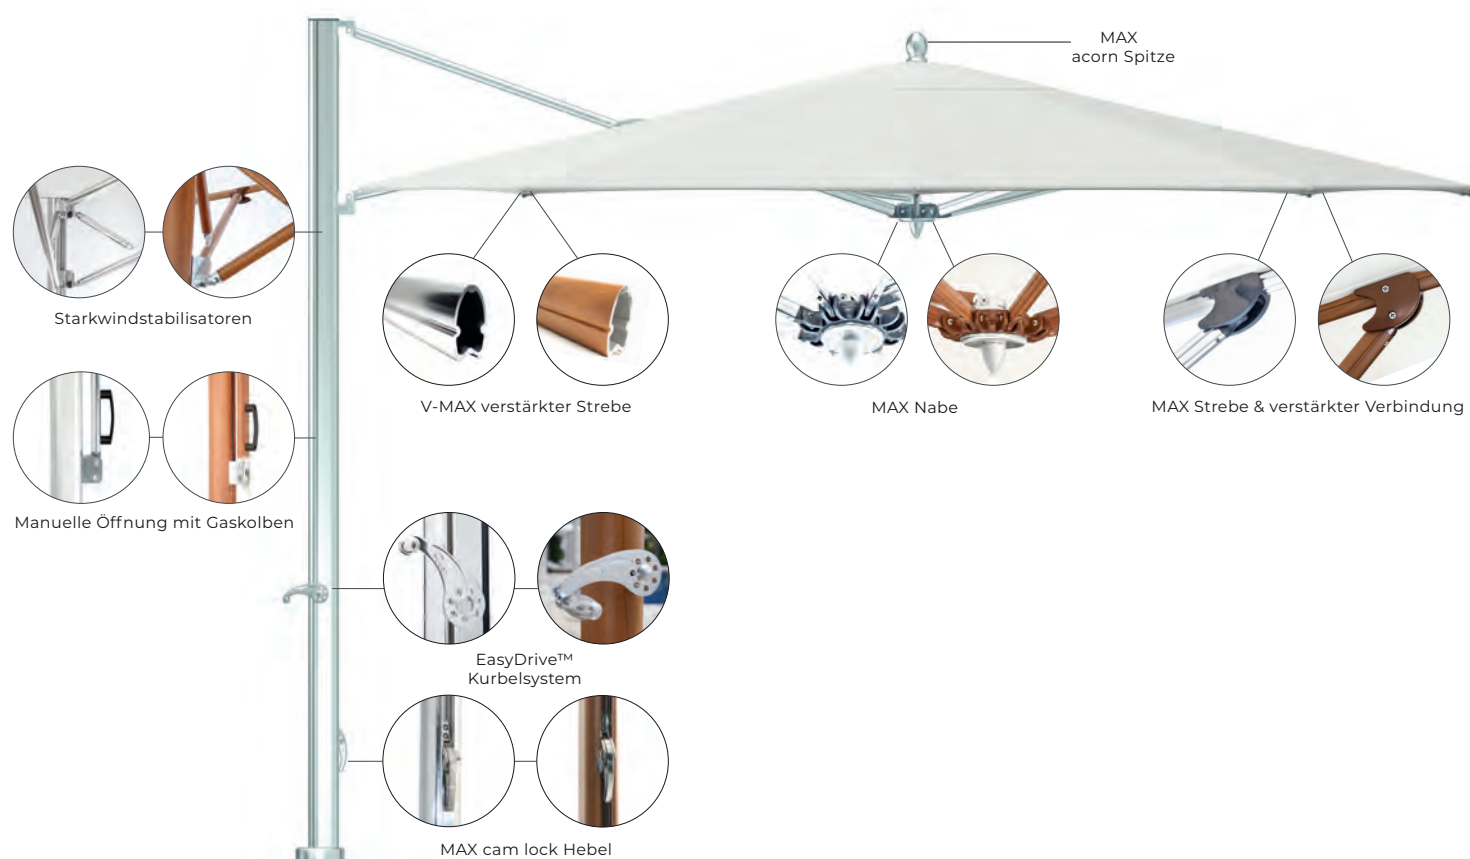 MAX
acorn Spitze
Starkwindstabilisatoren
V-MAX verstärkter Strebe
MAX Nabe
MAX Strebe & verstärkter Verbindung
Manuelle Öffnung mit Gaskolben
EasyDrive™
Kurbelsystem
MAX cam lock Hebel